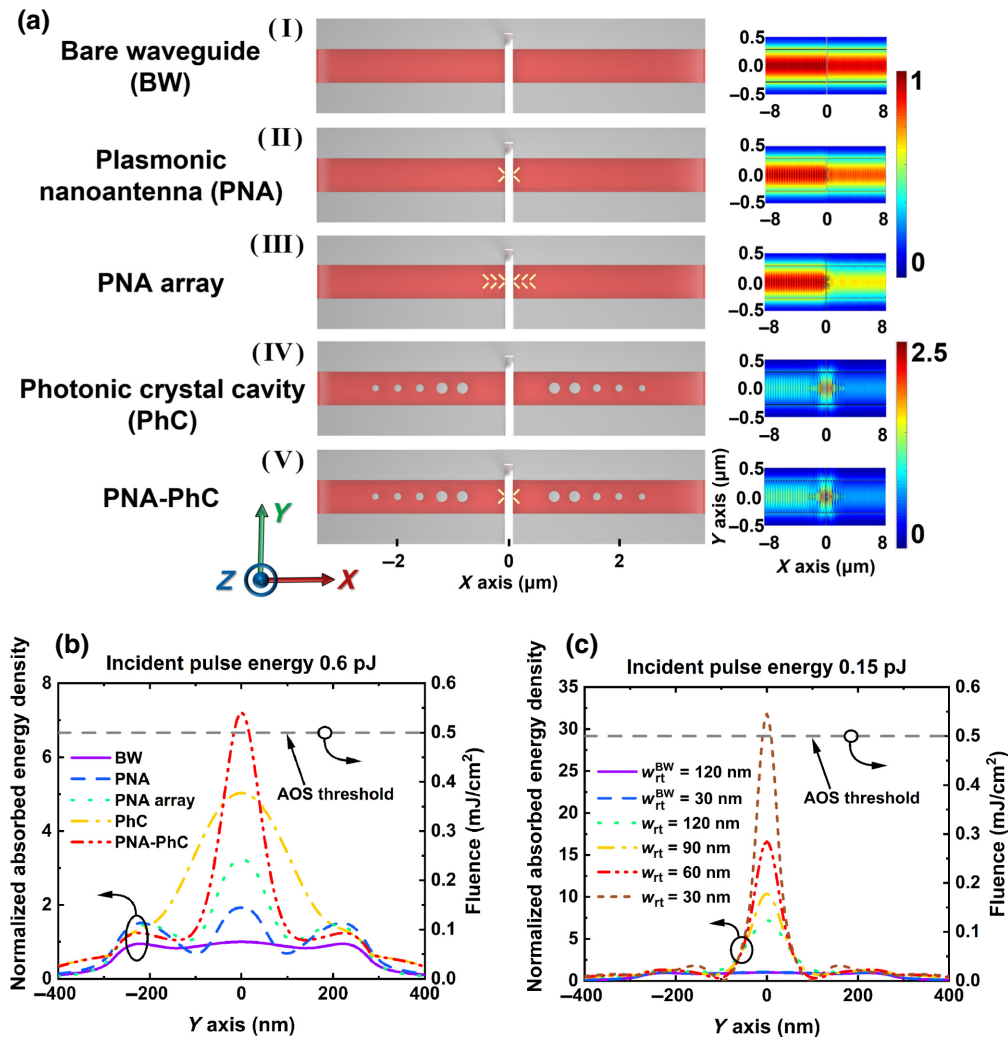 (a)
Bare waveguide
(BW)
(I)
0.5
0.0
−0.5
−8 0 8
1
Plasmonic
nanoantenna (PNA)
(II)
0.5
0.0
−0.5
−8 0 8
PNA array
(III)
0.5
0.0
−0.5
−8 0 8
0
Photonic crystal cavity
(PhC)
(IV)
0.5
0.0
−0.5
−8 0 8
2.5
PNA-PhC
(V)
0.5
0.0
−0.5
−8 0 8
0
Y axis (μm)
X axis (μm)
Y
Z
X
−2 0 2
X axis (μm)
(b)
Incident pulse energy 0.6 pJ
Normalized absorbed energy density
8
6
4
2
0
0.6
0.5
0.4
0.3
0.2
0.1
0.0
Fluence (mJ/cm2)
BW
PNA
PNA array
PhC
PNA-PhC
AOS threshold
−400 −200 0 200 400
Y axis (nm)
(c)
Incident pulse energy 0.15 pJ
Normalized absorbed energy density
35
30
25
20
15
10
5
0
0.6
0.5
0.4
0.3
0.2
0.1
0.0
Fluence (mJ/cm2)
wrtBW = 120 nm
wrtBW = 30 nm
wrt = 120 nm
wrt = 90 nm
wrt = 60 nm
wrt = 30 nm
AOS threshold
−400 −200 0 200 400
Y axis (nm)